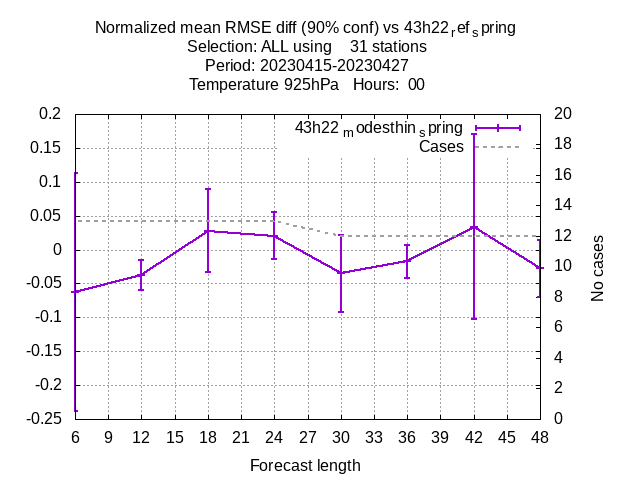 Normalized mean RMSE diff (90% conf) vs 43h22refspring
Selection: ALL using 31 stations
Period: 20230415-20230427
Temperature 925hPa Hours: 00
43h22modesthinspring
Cases
0.2
0.15
0.1
0.05
0
-0.05
-0.1
-0.15
-0.2
-0.25
20
18
16
14
12
10
8
6
4
2
0
No cases
6 9 12 15 18 21 24 27 30 33 36 39 42 45 48
Forecast length